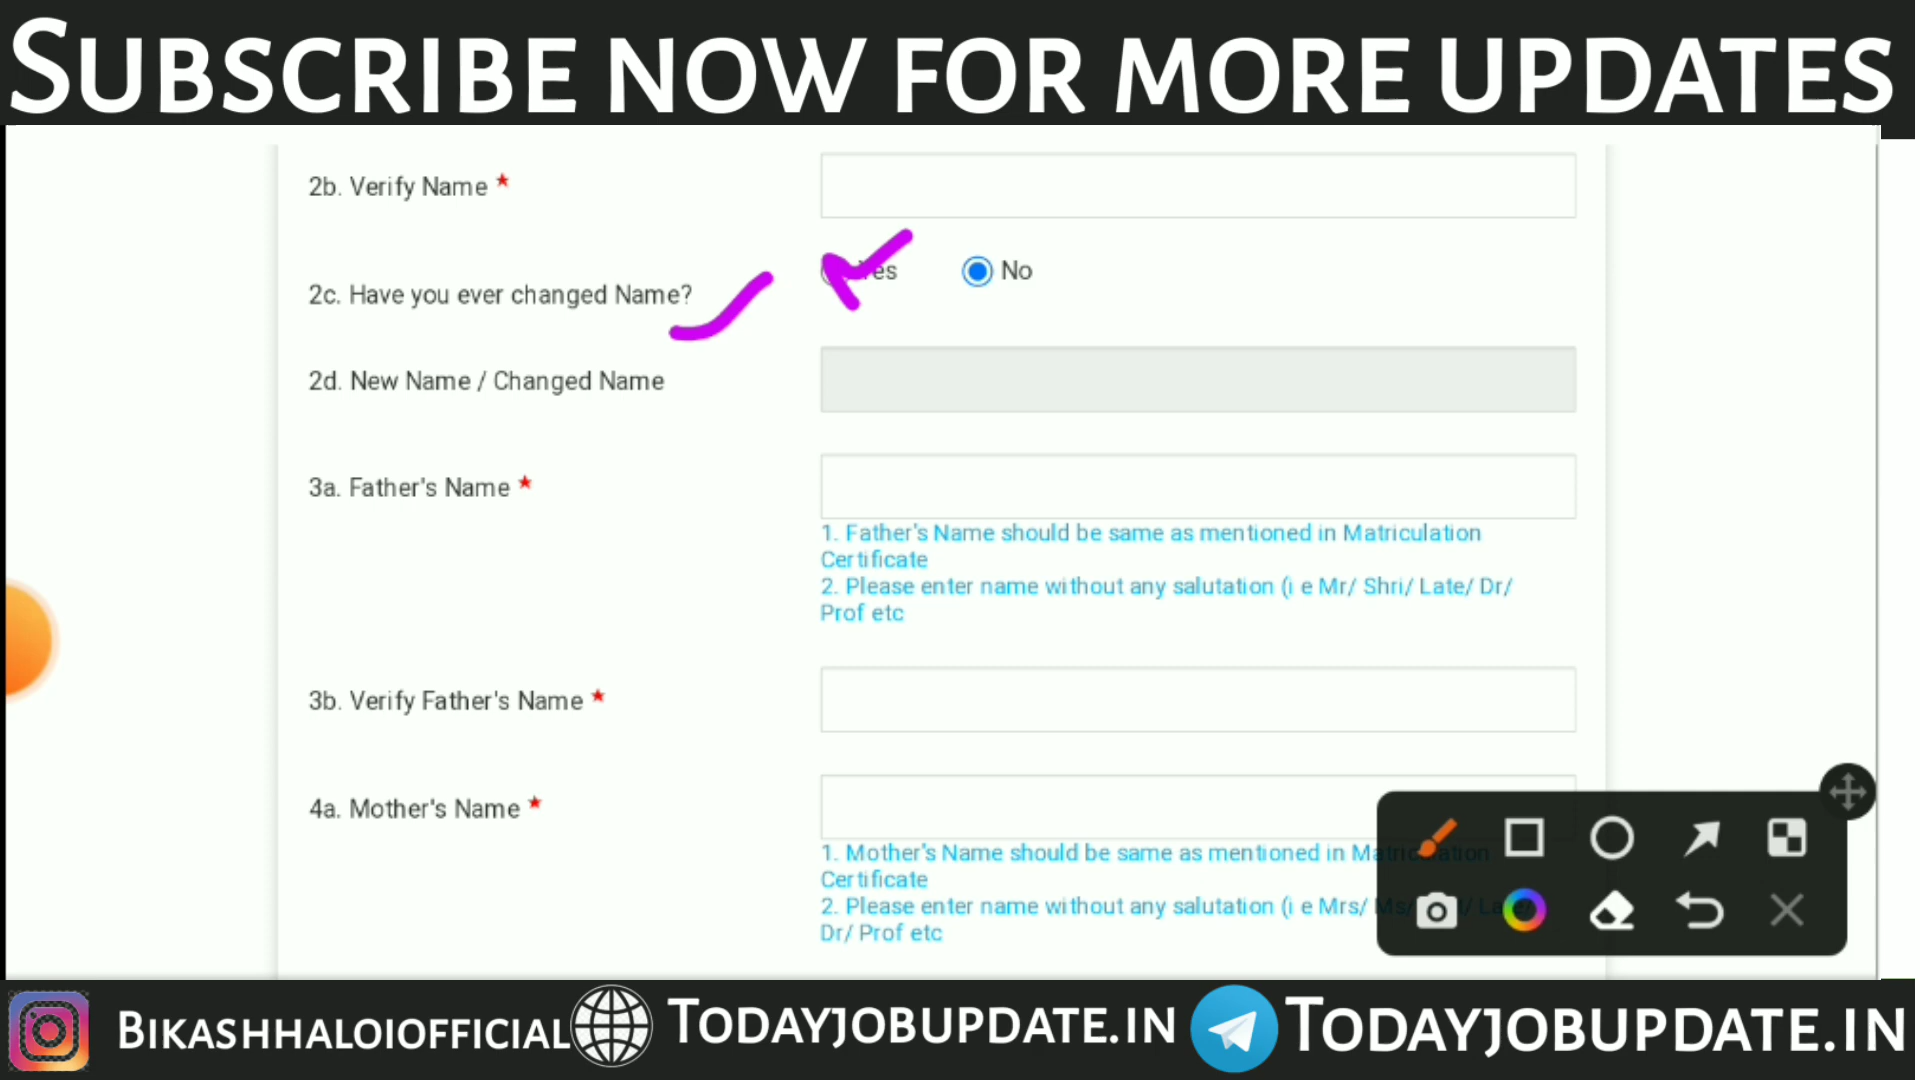 SUBSCRIBE NOW FOR MORE UPDATES
2b. Verify Name *
Yes No
2c. Have you ever changed Name?
2d. New Name / Changed Name
3a. Father's Name *
1. Father's Name should be same as mentioned in Matriculation
Certificate
2. Please enter name without any salutation (i e Mr/ Shri/ Late/ Dr/
Prof etc
3b. Verify Father's Name *
4a. Mother's Name *
1. Mother's Name should be same as mentioned in Matriculation
Certificate
2. Please enter name without any salutation (i e Mrs/ Ms/
Dr/ Prof etc
BIKASHHALOIOFFICIAL TODAYJOBUPDATE.IN TODAYJOBUPDATE.IN